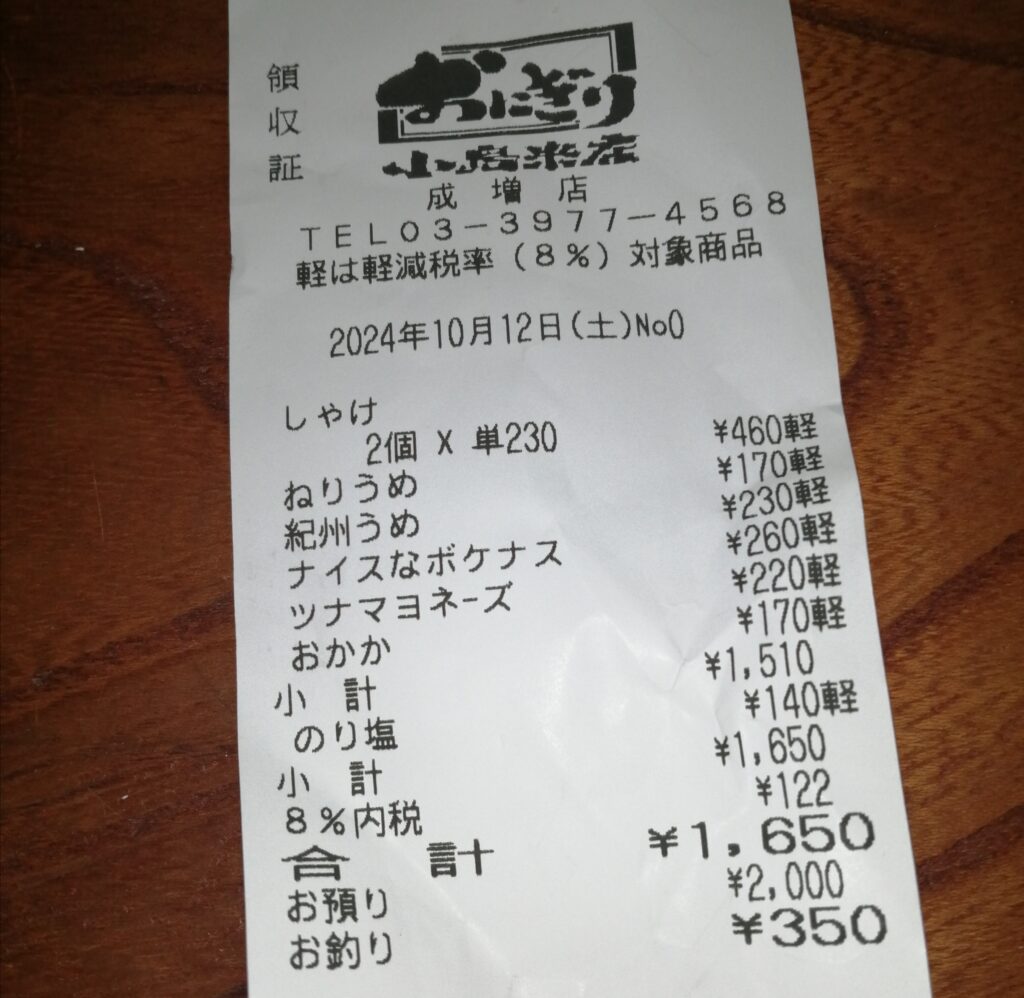 領収証
おにぎり
小島米店
成増店
TEL03-3977-4568
軽は軽減税率(8%)対象商品
2024年10月12日(土)No0
しゃけ
2個 X 単230 ¥460軽
ねりうめ ¥170軽
紀州うめ ¥230軽
ナイスなボケナス ¥260軽
ツナマヨネーズ ¥220軽
おかか ¥170軽
小 計 ¥1,510
のり塩 ¥140軽
小 計 ¥1,650
8%内税 ¥122
合 計 ¥1,650
お預り ¥2,000
お釣り ¥350